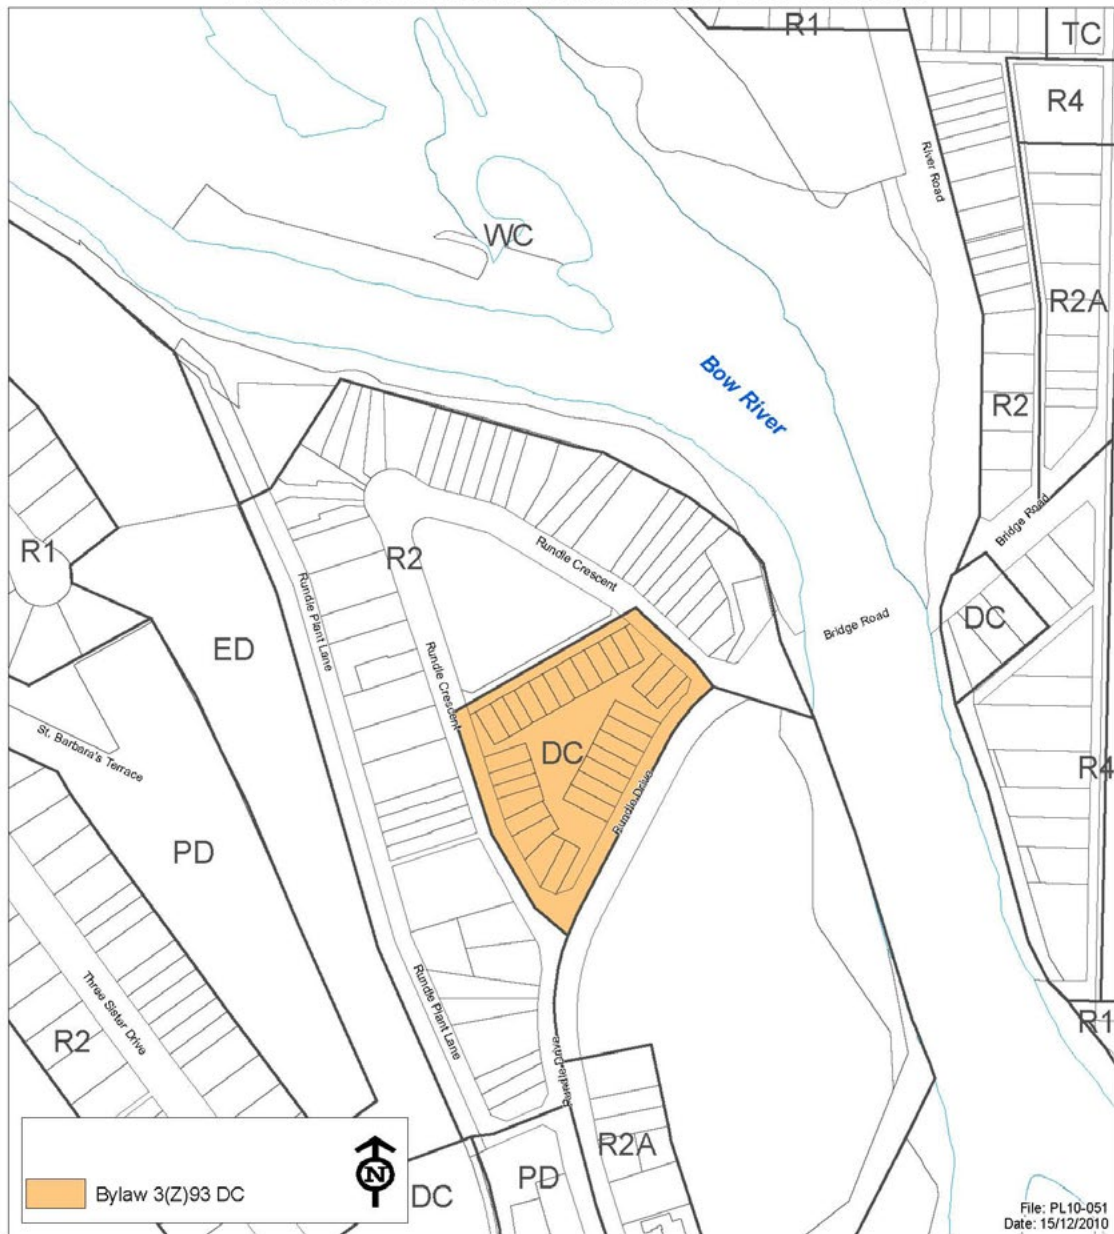 R1
TC
R4
River Road
WC
R2A
Bow River
R2
Bridge Road
R1
R2
Rundle Crescent
Rundle Plant Lane
Bridge Road
DC
ED
Rundle Crescent
St. Barbara's Terrace
DC
Rundle Drive
R4
PD
Three Sister Drive
Rundle Plant Lane
R2
R1
Rundle Drive
R2A
PD
DC
N
Bylaw 3(Z)93 DC
File: PL10-051
Date: 15/12/2010